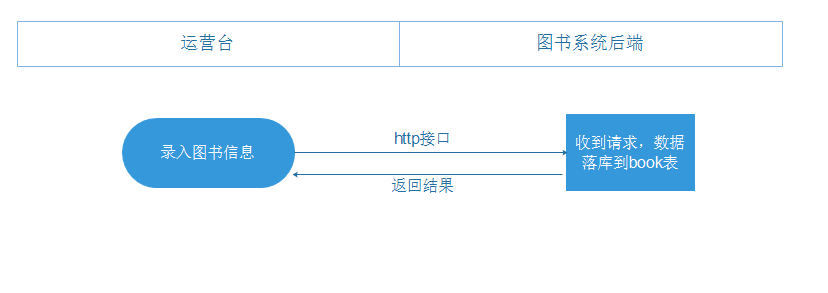 运营台
图书系统后端
录入图书信息
http接口
返回结果
收到请求，数据
落库到book表